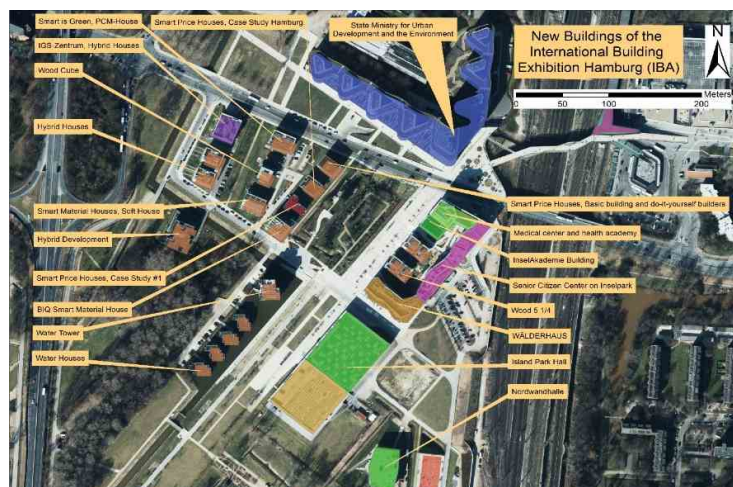 Smart is Green, PCM-House
Smart Price Houses, Case Study Hamburg
State Ministry for Urban
Development and the Environment
New Buildings of the
International Building
Exhibition Hamburg (IBA)
N
Meters
0 50 100 200
IGS-Zentrum, Hybrid Houses
Wood Cube
Hybrid Houses
Smart Material Houses, Soft House
Hybrid Development
Smart Price Houses, Case Study #1
BIQ Smart Material House
Water Tower
Water Houses
Smart Price Houses, Basic building and do-it-yourself builders
Medical center and health academy
InselAkademie Building
Senior Citizen Center on Inselpark
Wood 5 1/4
WÄLDERHAUS
Island Park Hall
Nordwandhalle